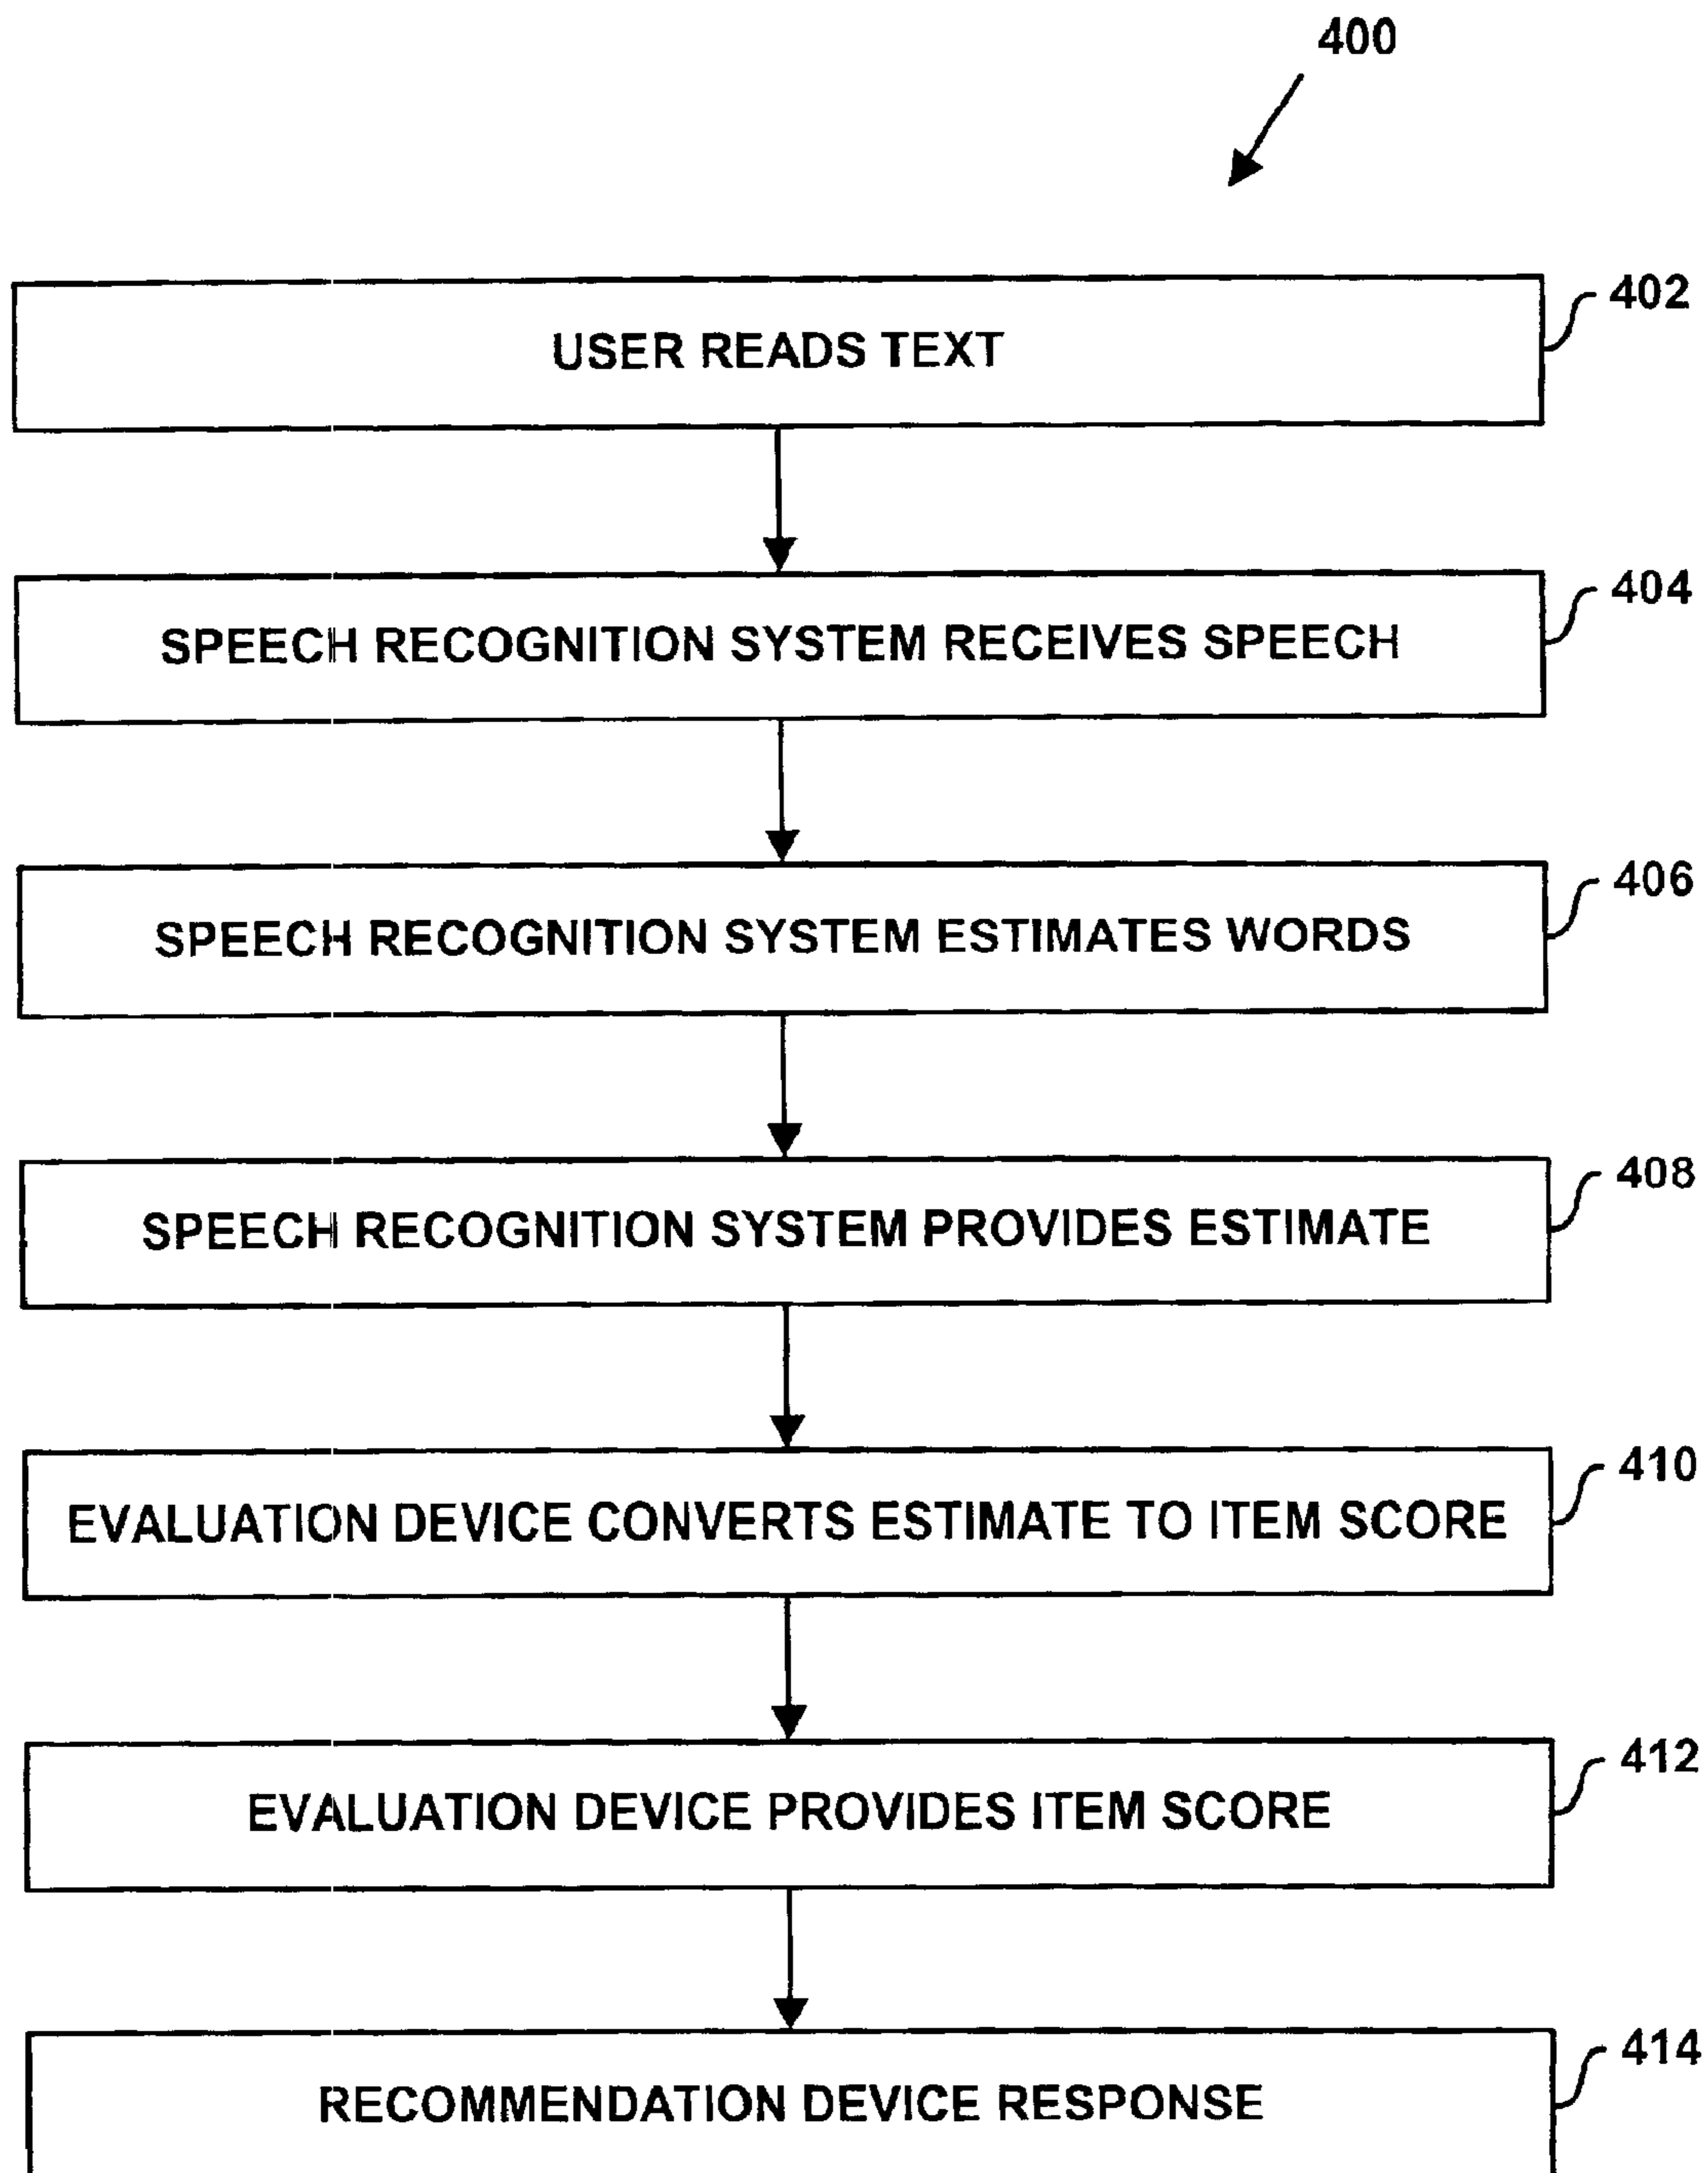 400
USER READS TEXT
402
SPEECH RECOGNITION SYSTEM RECEIVES SPEECH
404
SPEECH RECOGNITION SYSTEM ESTIMATES WORDS
406
SPEECH RECOGNITION SYSTEM PROVIDES ESTIMATE
408
EVALUATION DEVICE CONVERTS ESTIMATE TO ITEM SCORE
410
EVALUATION DEVICE PROVIDES ITEM SCORE
412
RECOMMENDATION DEVICE RESPONSE
414